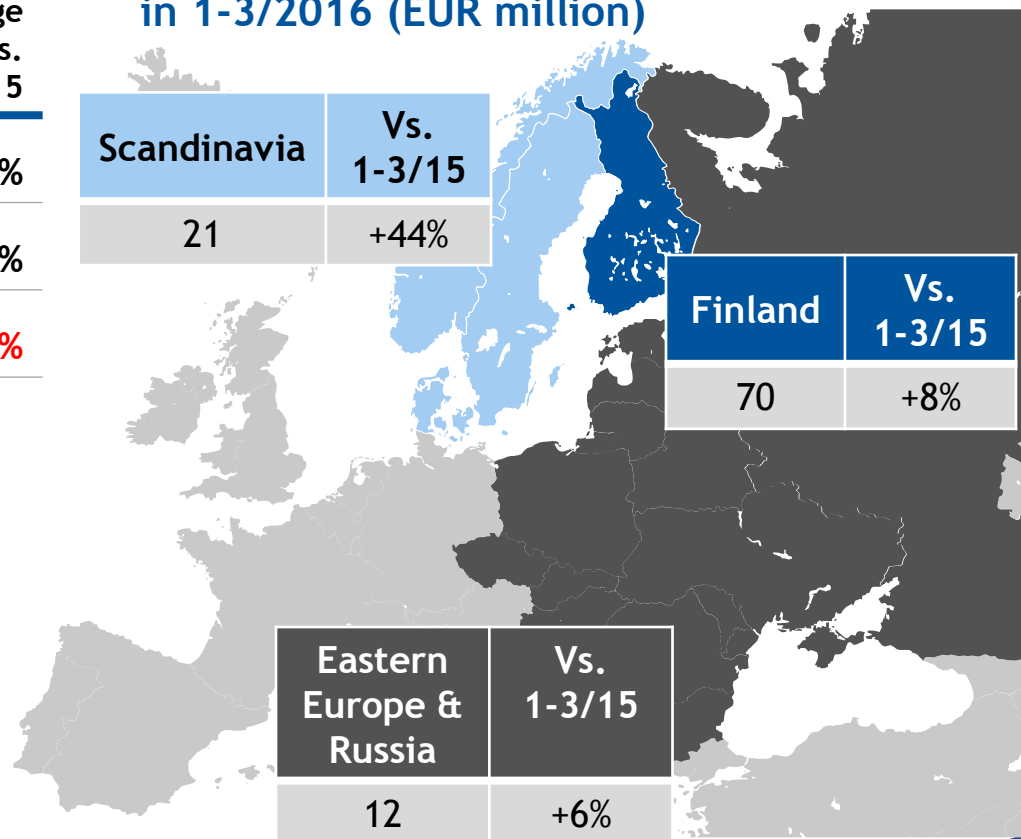 ge
s.
5
%
%
%
in 1-3/2016 (EUR million)
Scandinavia
Vs.
1-3/15
21
+44%
Finland
Vs.
1-3/15
70
+8%
Eastern
Europe &
Russia
Vs.
1-3/15
12
+6%